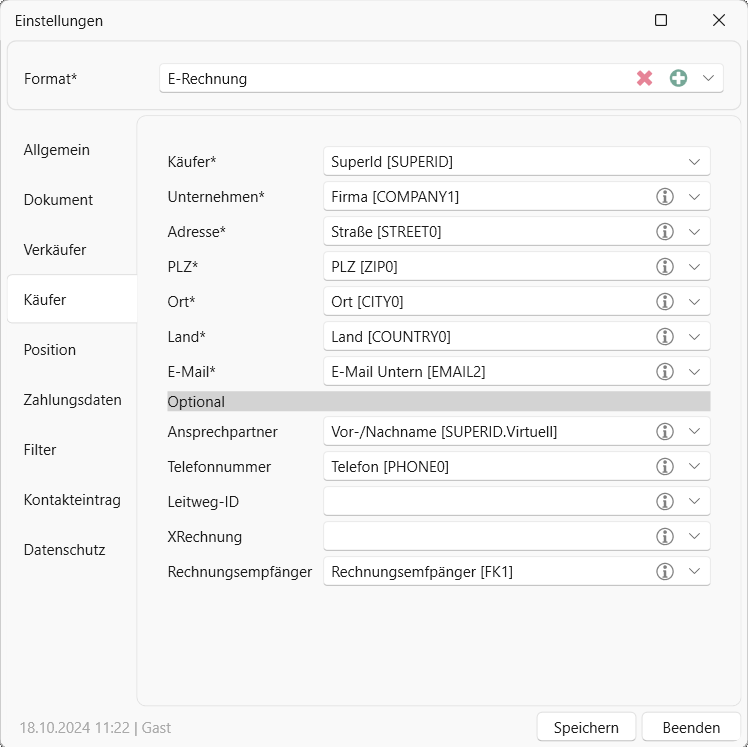 Einstellungen
Format* E-Rechnung
Allgemein
Dokument
Verkäufer
Käufer
Position
Zahlungsdaten
Filter
Kontakteintrag
Datenschutz
Käufer* SuperId [SUPERID]
Unternehmen* Firma [COMPANY1]
Adresse* Straße [STREET0]
PLZ* PLZ [ZIP0]
Ort* Ort [CITY0]
Land* Land [COUNTRY0]
E-Mail* E-Mail Untern [EMAIL2]
Optional
Ansprechpartner Vor-/Nachname [SUPERID.Virtuell]
Telefonnummer Telefon [PHONE0]
Leitweg-ID
XRechnung
Rechnungsempfänger Rechnungsemfpänger [FK1]
18.10.2024 11:22 | Gast
Speichern Beenden